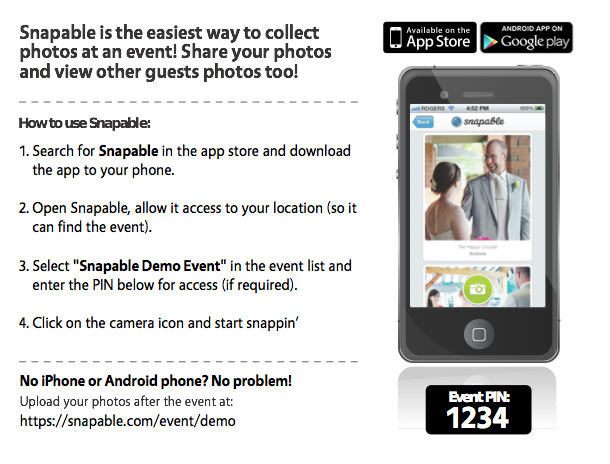 Snapable is the easiest way to collect
photos at an event! Share your photos
and view other guests photos too!
Available on the
App Store
ANDROID APP ON
Google play
How to use Snapable:
1. Search for Snapable in the app store and download
the app to your phone.
2. Open Snapable, allow it access to your location (so it
can find the event).
3. Select "Snapable Demo Event" in the event list and
enter the PIN below for access (if required).
4. Click on the camera icon and start snappin’
ROGERS 4:52 PM 100%
Back snapable
The Happy Couple!
Andrew
No iPhone or Android phone? No problem!
Upload your photos after the event at:
https://snapable.com/event/demo
Event PIN:
1234